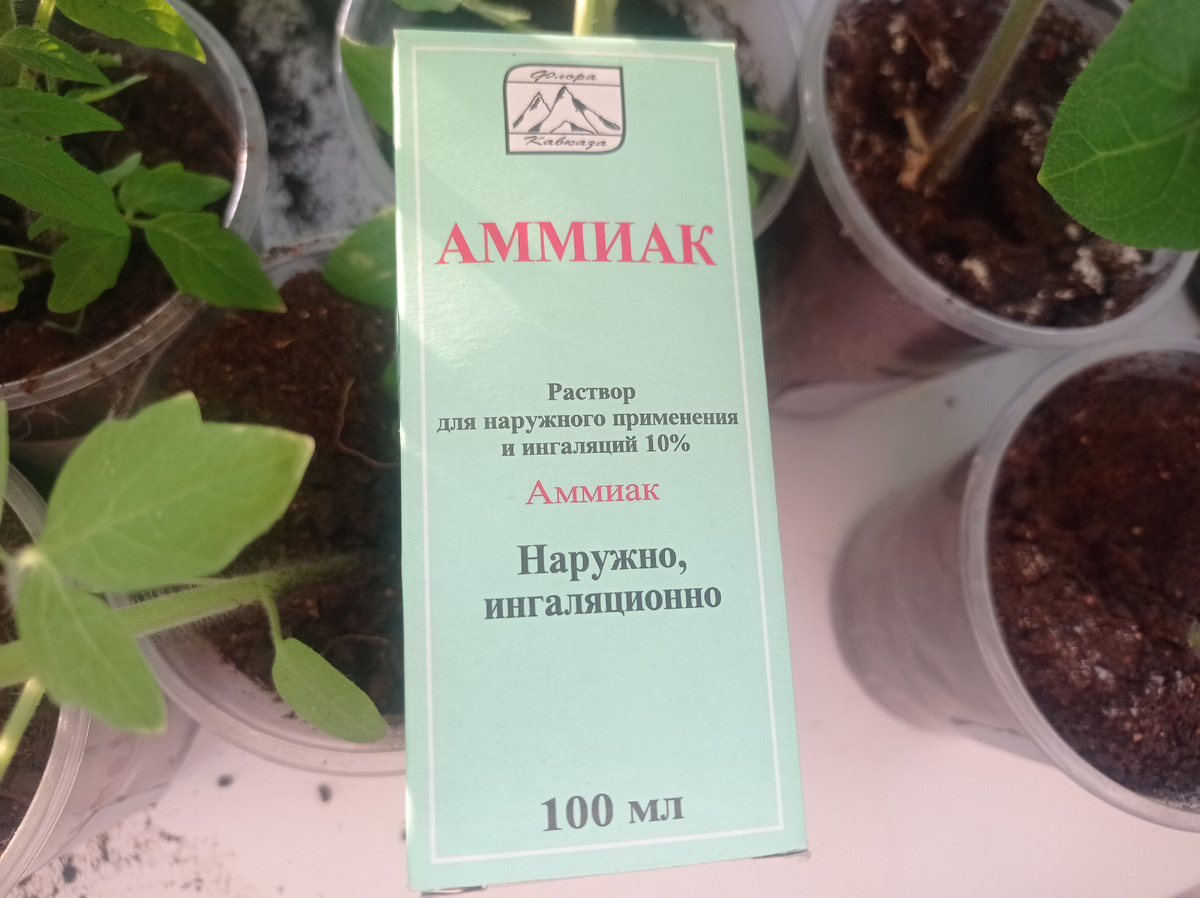 Флора
Кавказа
АММИАК
Раствор
для наружного применения
и ингаляций 10%
Аммиак
Наружно,
ингаляционно
100 мл